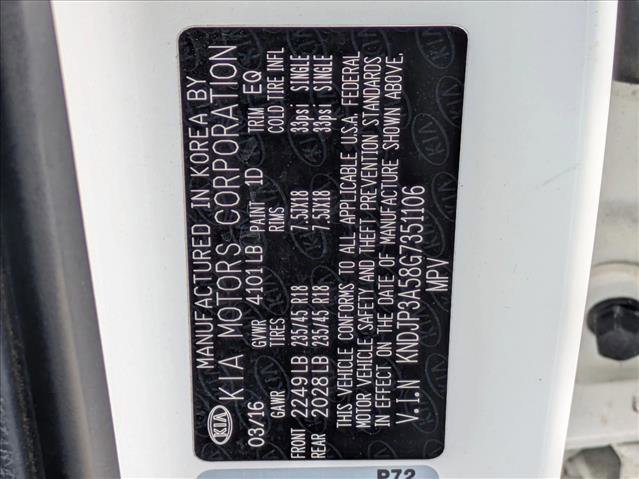 MANUFACTURED IN KOREA BY
KIA KIA MOTORS CORPORATION
03/16 GVWR 4101LB PAINT 1D TRIM EQ
GAWR TIRES RIMS COLD TIRE INFL
FRONT 2249LB 235/45 R18 7.5JX18 33psi SINGLE
REAR 2028LB 235/45 R18 7.5JX18 33psi SINGLE
THIS VEHICLE CONFORMS TO ALL APPLICABLE U.S.A. FEDERAL
MOTOR VEHICLE SAFETY AND THEFT PREVENTION STANDARDS
IN EFFECT ON THE DATE OF MANUFACTURE SHOWN ABOVE.
V.I.N KNDJP3A58G7351106
MPV
P72